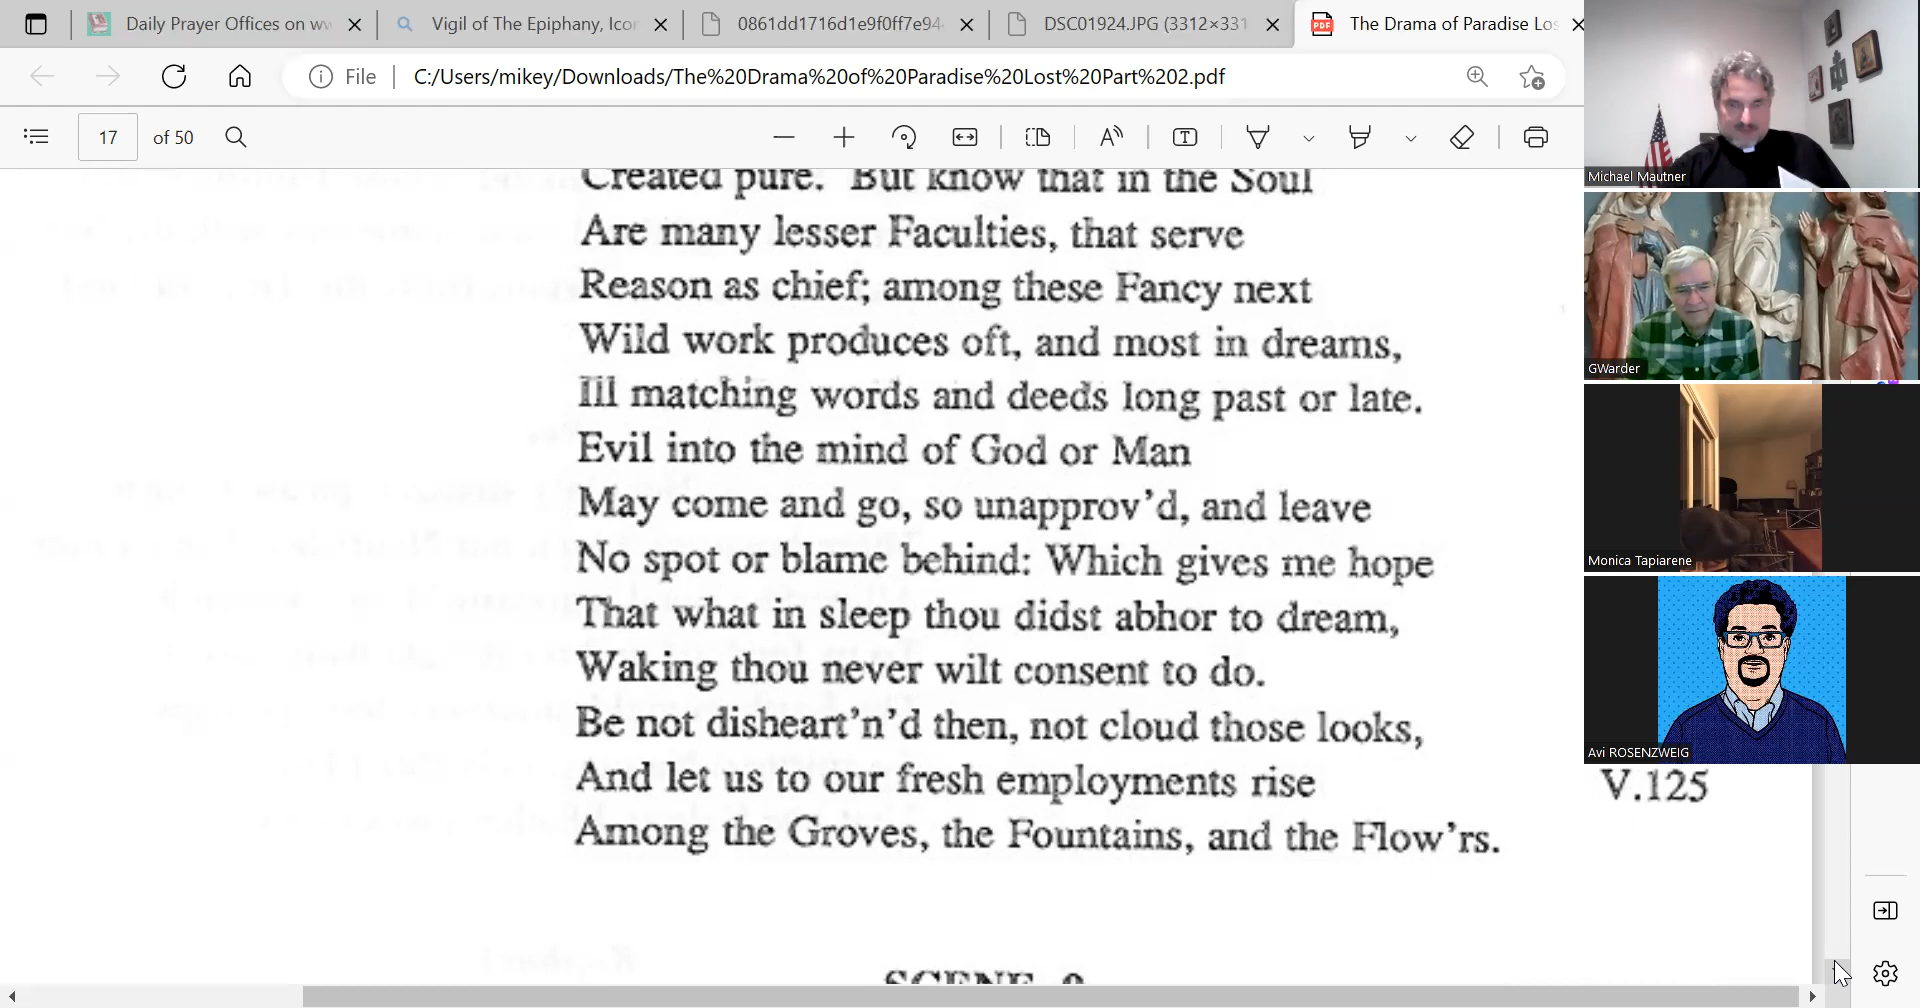 Daily Prayer Offices on ww
Vigil of The Epiphany, Icon
0861dd1716d1e9f0ff7e94
DSC01924.JPG (3312×331
PDF
The Drama of Paradise Los
File
C:/Users/mikey/Downloads/The%20Drama%20of%20Paradise%20Lost%20Part%202.pdf
17 of 50
Created pure. But know that in the Soul
Are many lesser Faculties, that serve
Reason as chief; among these Fancy next
Wild work produces oft, and most in dreams,
Ill matching words and deeds long past or late.
Evil into the mind of God or Man
May come and go, so unapprov'd, and leave
No spot or blame behind: Which gives me hope
That what in sleep thou didst abhor to dream,
Waking thou never wilt consent to do.
Be not disheart'n'd then, not cloud those looks,
And let us to our fresh employments rise
V.125
Among the Groves, the Fountains, and the Flow'rs.
SCENE
Michael Mautner
GWarder
Monica Tapiarene
Avi ROSENZWEIG